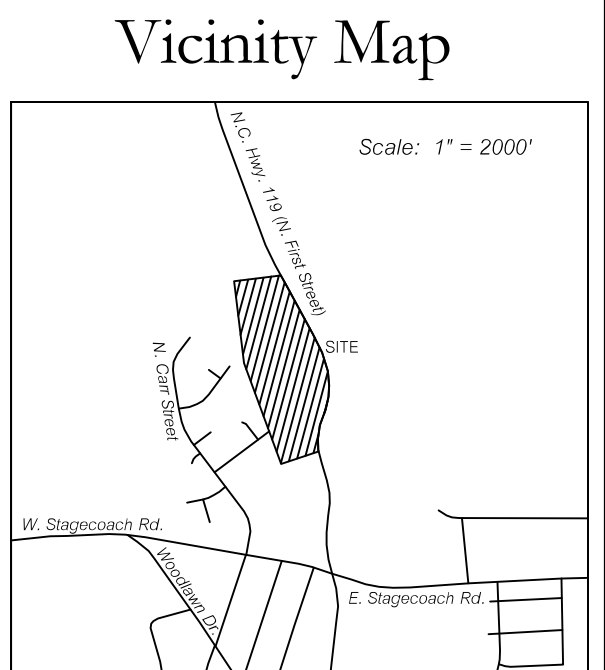 Vicinity Map
Scale:  1" = 2000'
N.C. Hwy. 119 (N. First Street)
SITE
N. Carr Street
W. Stagecoach Rd.
Woodlawn Dr.
E. Stagecoach Rd.